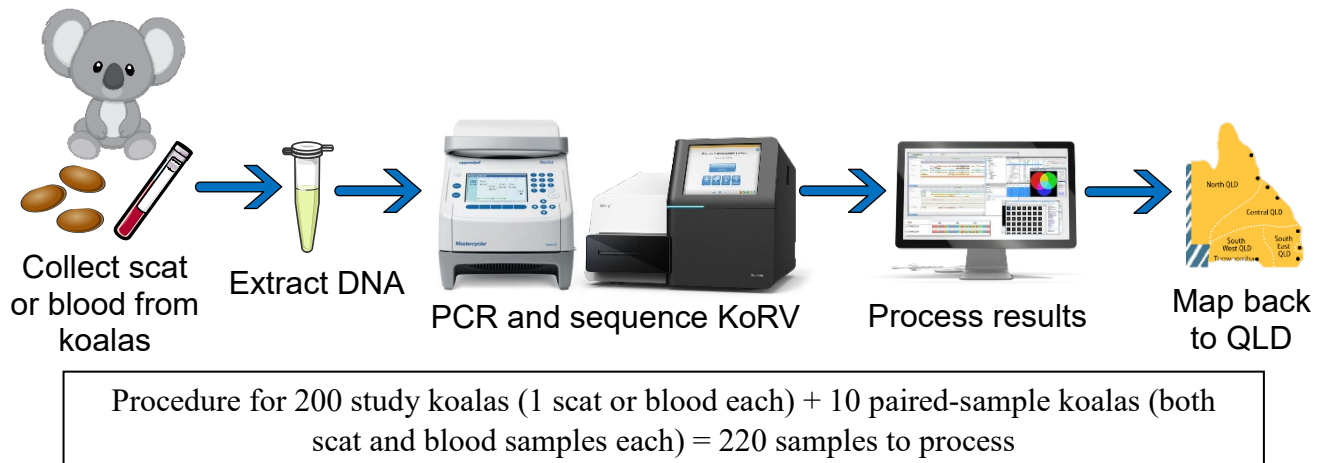 Collect scat
or blood from
koalas
Extract DNA
eppendorf
Mastercycler
PCR and sequence KoRV
Process results
North QLD
Central QLD
South
West QLD
South
East
QLD
Map back
to QLD
Procedure for 200 study koalas (1 scat or blood each) + 10 paired-sample koalas (both
scat and blood samples each) = 220 samples to process